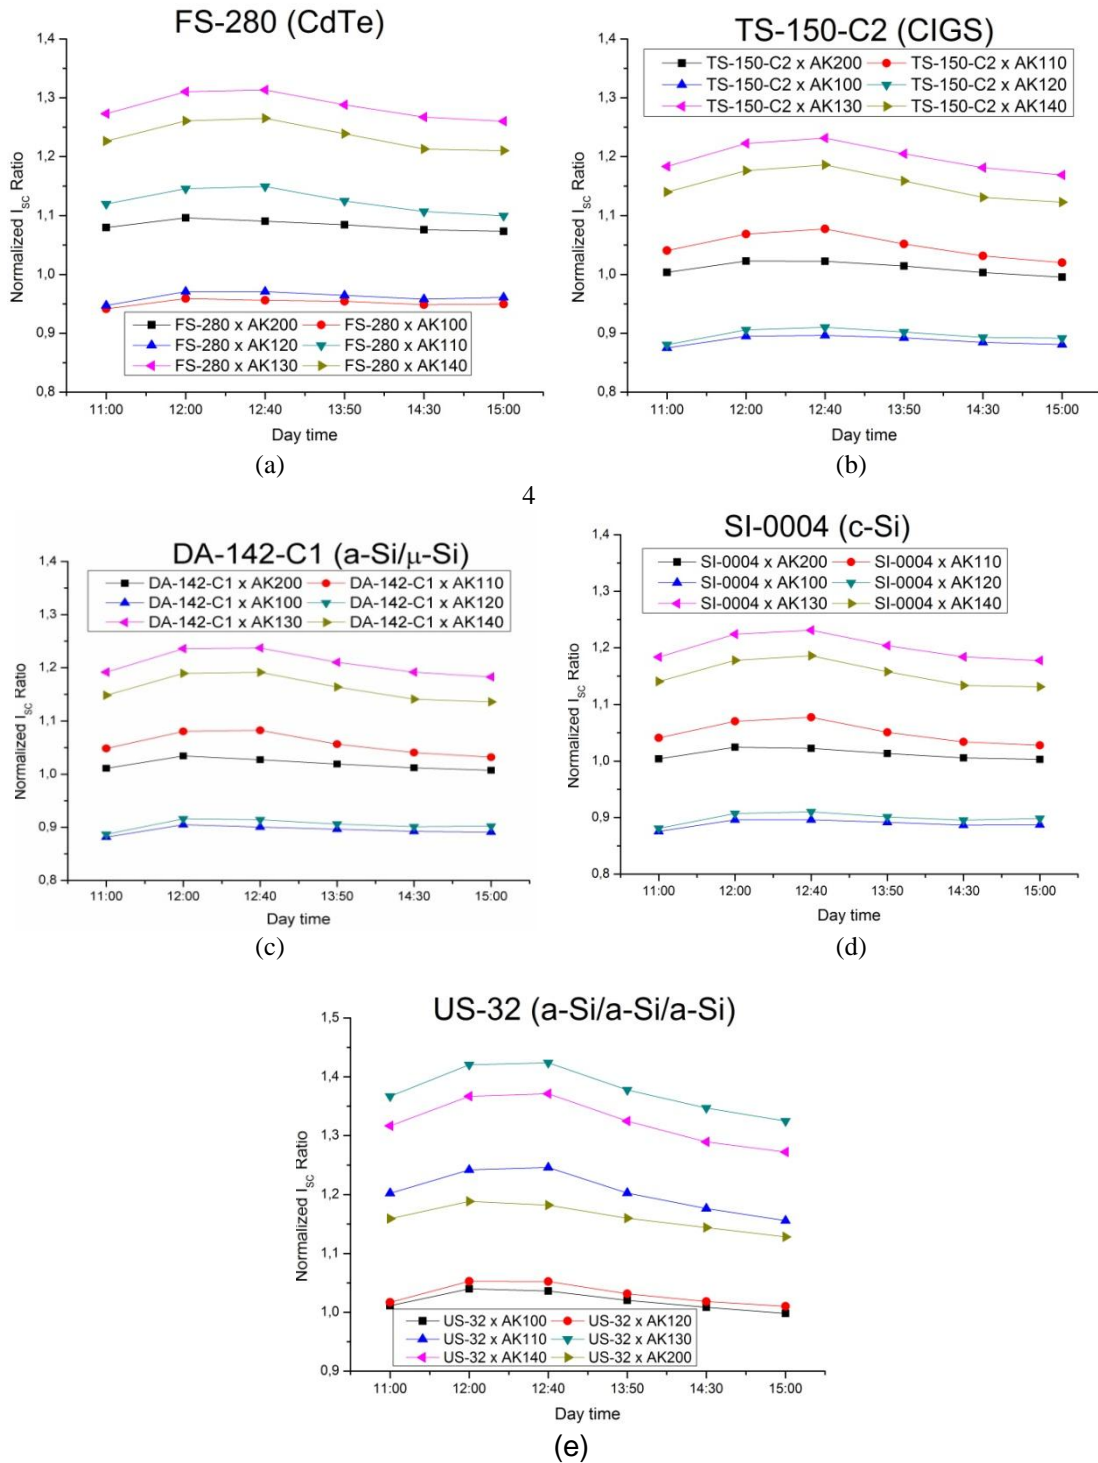 FS-280 (CdTe)
1,4
1,3
1,2
1,1
1,0
0,9
0,8
Normalized ISC Ratio
FS-280 x AK200 FS-280 x AK100
FS-280 x AK120 FS-280 x AK110
FS-280 x AK130 FS-280 x AK140
11:00 12:00 12:40 13:50 14:30 15:00
Day time
(a)
TS-150-C2 (CIGS)
1,4
1,3
1,2
1,1
1,0
0,9
0,8
Normalized ISC Ratio
TS-150-C2 x AK200 TS-150-C2 x AK110
TS-150-C2 x AK100 TS-150-C2 x AK120
TS-150-C2 x AK130 TS-150-C2 x AK140
11:00 12:00 12:40 13:50 14:30 15:00
Day time
(b)
4
DA-142-C1 (a-Si/μ-Si)
1,4
1,3
1,2
1,1
1,0
0,9
0,8
Normalized ISC Ratio
DA-142-C1 x AK200 DA-142-C1 x AK110
DA-142-C1 x AK100 DA-142-C1 x AK120
DA-142-C1 x AK130 DA-142-C1 x AK140
11:00 12:00 12:40 13:50 14:30 15:00
Day time
(c)
SI-0004 (c-Si)
1,4
1,3
1,2
1,1
1,0
0,9
0,8
Normalized ISC Ratio
SI-0004 x AK200 SI-0004 x AK110
SI-0004 x AK100 SI-0004 x AK120
SI-0004 x AK130 SI-0004 x AK140
11:00 12:00 12:40 13:50 14:30 15:00
Day time
(d)
US-32 (a-Si/a-Si/a-Si)
1,5
1,4
1,3
1,2
1,1
1,0
0,9
Normalized ISC Ratio
US-32 x AK100 US-32 x AK120
US-32 x AK110 US-32 x AK130
US-32 x AK140 US-32 x AK200
11:00 12:00 12:40 13:50 14:30 15:00
Day time
(e)